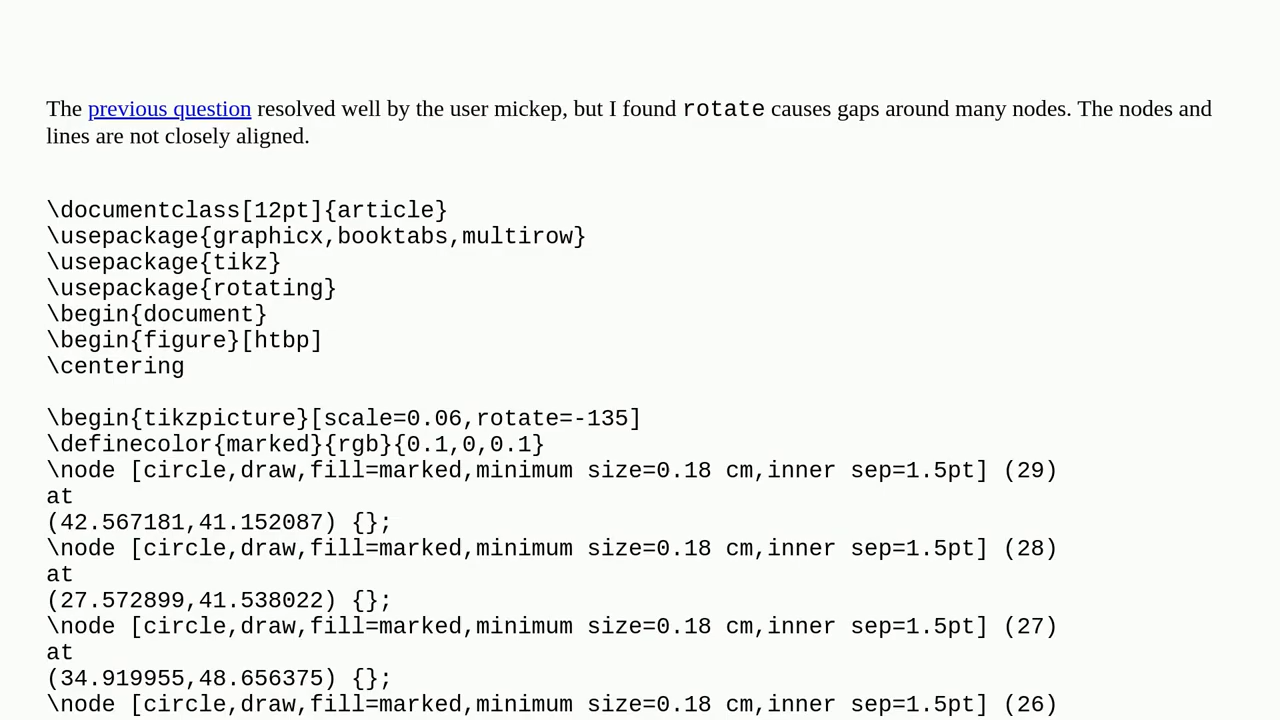 The previous question resolved well by the user mickep, but I found rotate causes gaps around many nodes. The nodes and
lines are not closely aligned.
\documentclass[12pt]{article}
\usepackage{graphicx,booktabs,multirow}
\usepackage{tikz}
\usepackage{rotating}
\begin{document}
\begin{figure}[htbp]
\centering
\begin{tikzpicture}[scale=0.06,rotate=-135]
\definecolor{marked}{rgb}{0.1,0,0.1}
\node [circle,draw,fill=marked,minimum size=0.18 cm,inner sep=1.5pt] (29)
at
(42.567181,41.152087) {};
\node [circle,draw,fill=marked,minimum size=0.18 cm,inner sep=1.5pt] (28)
at
(27.572899,41.538022) {};
\node [circle,draw,fill=marked,minimum size=0.18 cm,inner sep=1.5pt] (27)
at
(34.919955,48.656375) {};
\node [circle,draw,fill=marked,minimum size=0.18 cm,inner sep=1.5pt] (26)